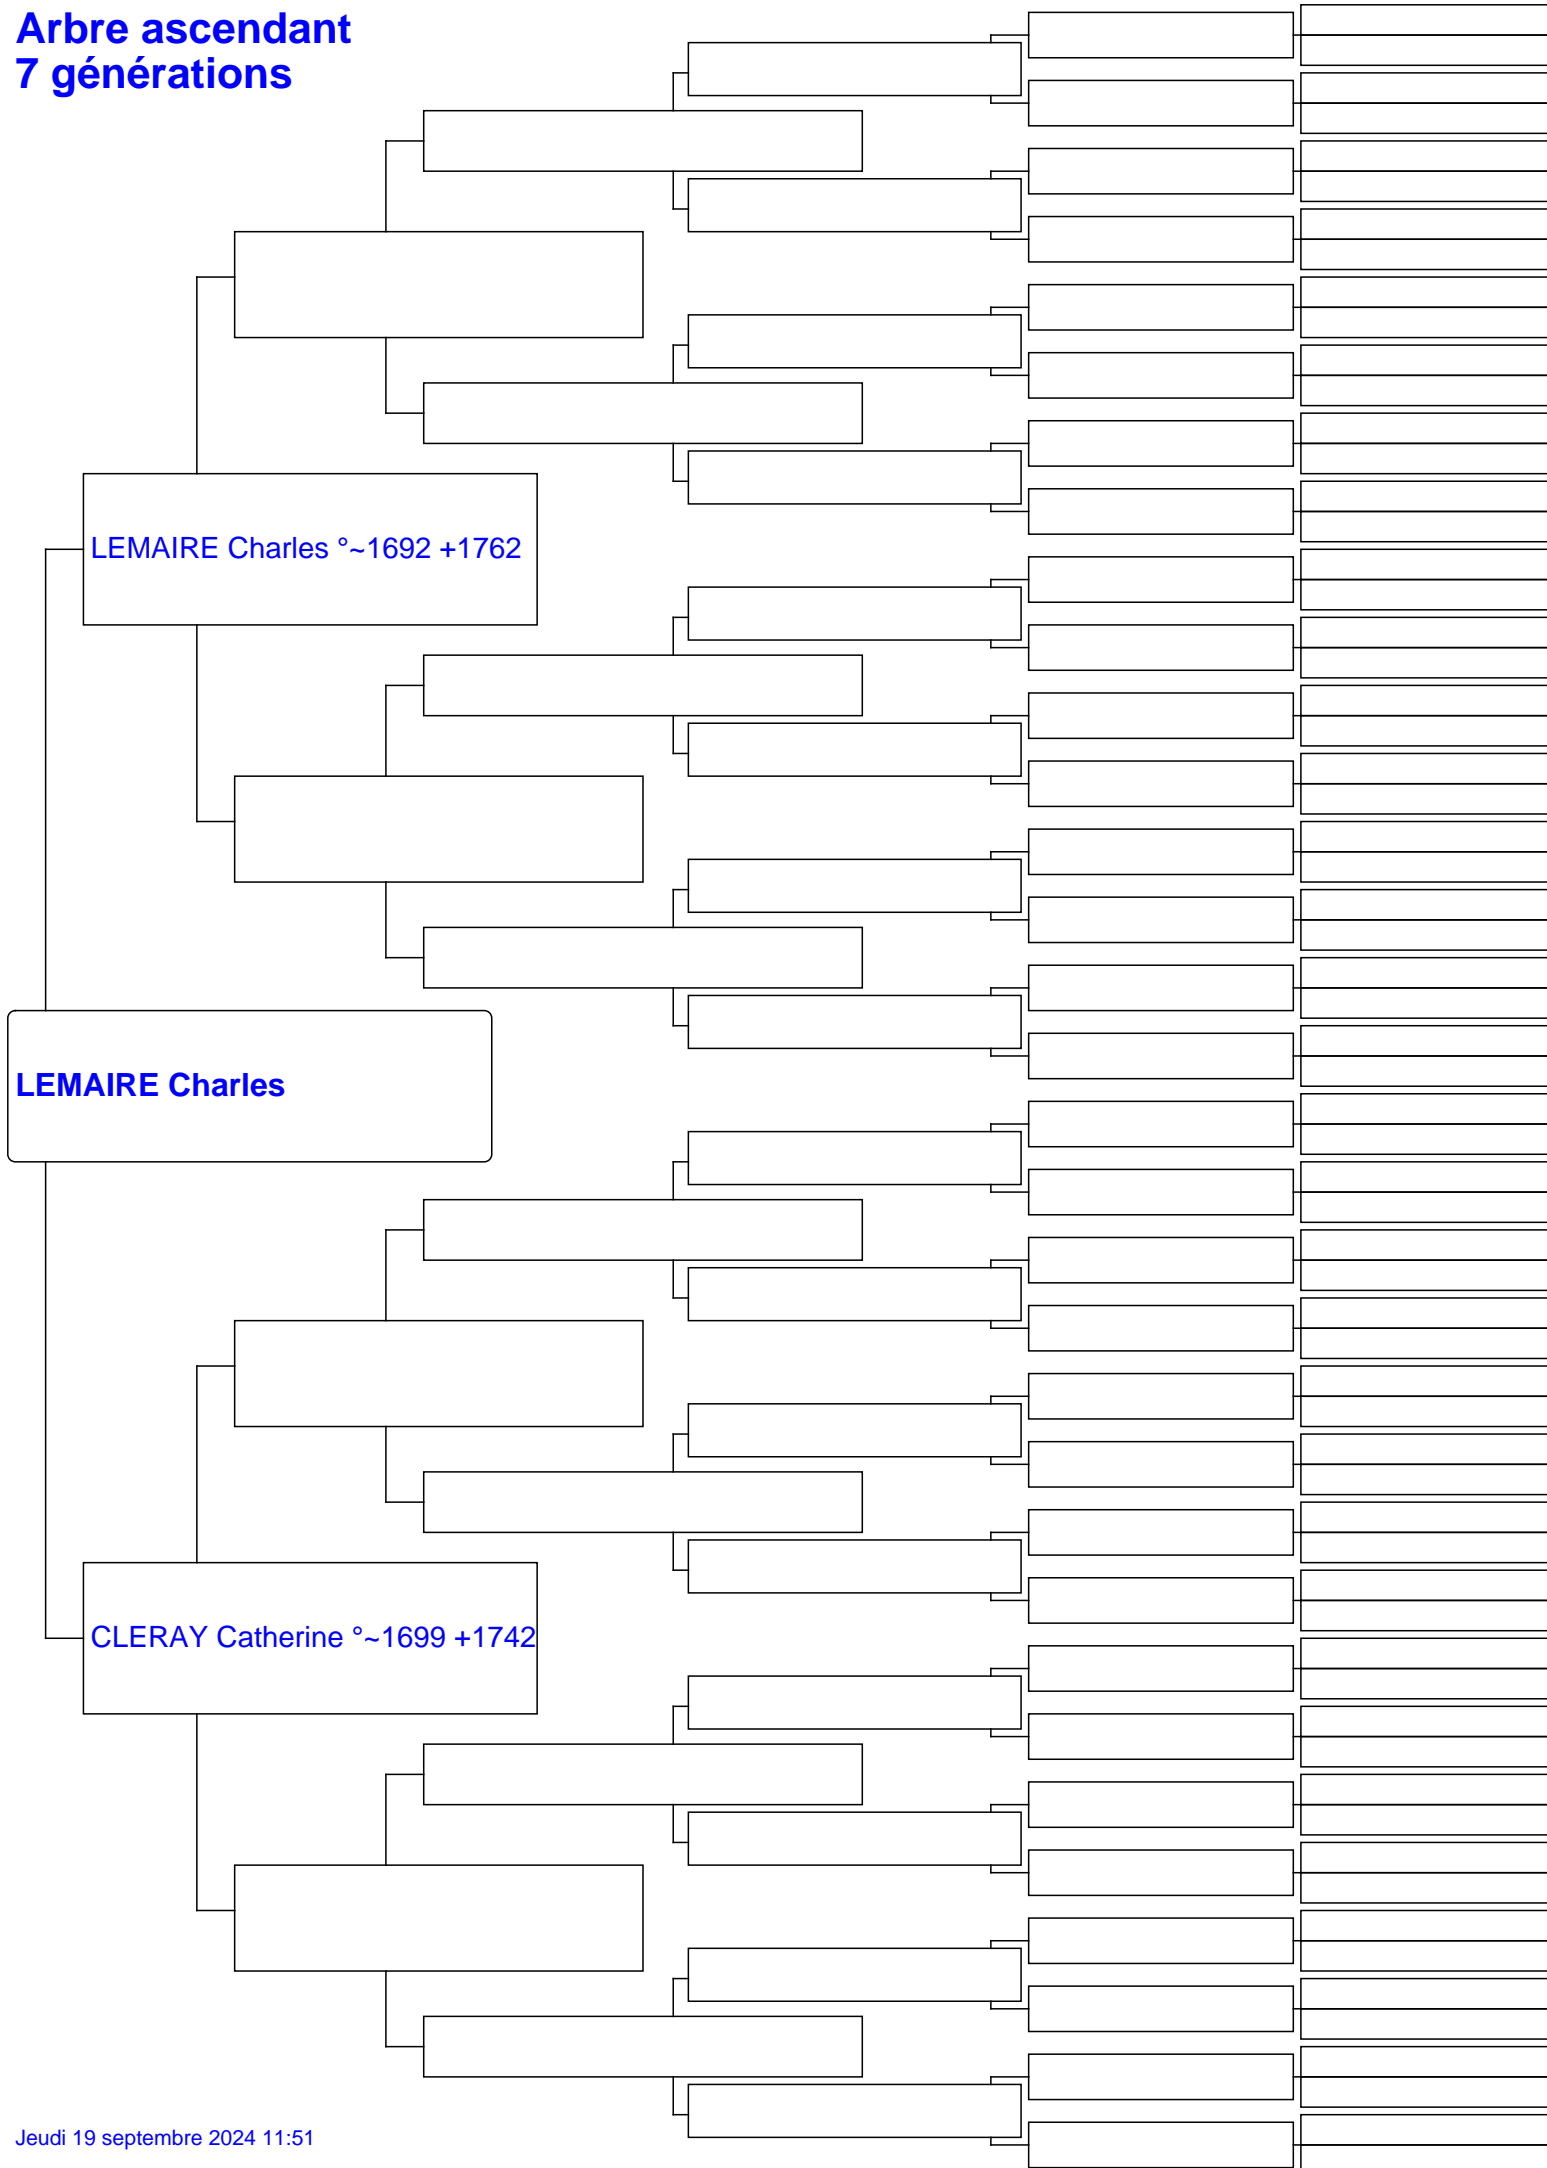 Arbre ascendant
7 générations
LEMAIRE Charles °~1692 +1762
LEMAIRE Charles
CLERAY Catherine °~1699 +1742
Jeudi 19 septembre 2024 11:51